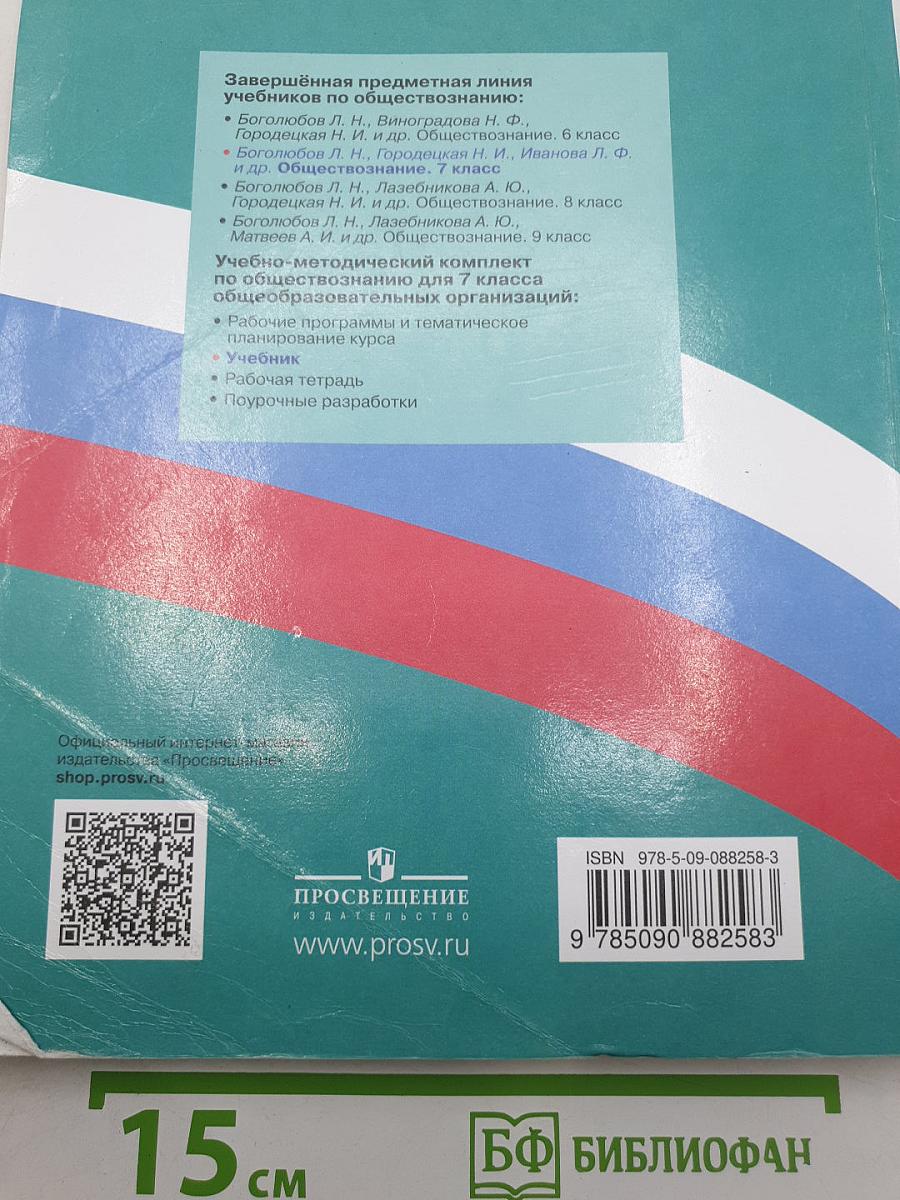 Завершённая предметная линия
учебников по обществознанию:
• Боголюбов Л. Н., Виноградова Н. Ф.,
Городецкая Н. И. и др. Обществознание. 6 класс
• Боголюбов Л. Н., Городецкая Н. И., Иванова Л. Ф.
и др. Обществознание. 7 класс
• Боголюбов Л. Н., Лазебникова А. Ю.,
Городецкая Н. И. и др. Обществознание. 8 класс
• Боголюбов Л. Н., Лазебникова А. Ю.,
Матвеев А. И. и др. Обществознание. 9 класс
Учебно-методический комплект
по обществознанию для 7 класса
общеобразовательных организаций:
• Рабочие программы и тематическое
планирование курса
• Учебник
• Рабочая тетрадь
• Поурочные разработки
Официальный интернет-магазин
издательства «Просвещение»
shop.prosv.ru
ИП
ПРОСВЕЩЕНИЕ
ИЗДАТЕЛЬСТВО
www.prosv.ru
ISBN 978-5-09-088258-3
9 785090 882583
15 см
БФ БИБЛИОФАН